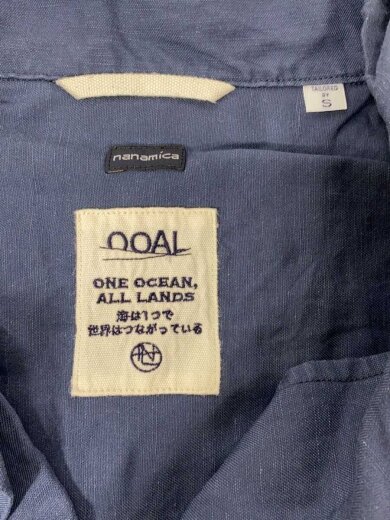 TAILORED
BY
S
nanamica
OOAL
ONE OCEAN,
ALL LANDS
海は1つで
世界はつながっている